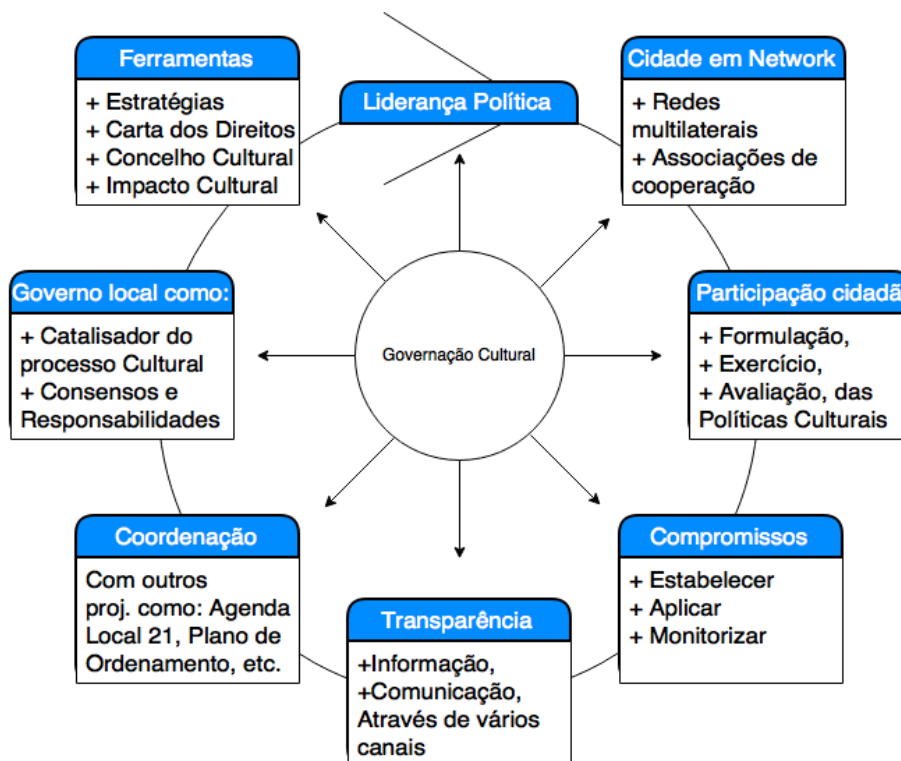 Ferramentas
+ Estratégias
+ Carta dos Direitos
+ Concelho Cultural
+ Impacto Cultural
Liderança Política
Cidade em Network
+ Redes
multilaterais
+ Associações de
cooperação
Governo local como:
+ Catalisador do
processo Cultural
+ Consensos e
Responsabilidades
Governação Cultural
Participação cidadã
+ Formulação,
+ Exercício,
+ Avaliação, das
Políticas Culturais
Coordenação
Com outros
proj. como: Agenda
Local 21, Plano de
Ordenamento, etc.
Transparência
+Informação,
+Comunicação,
Através de vários
canais
Compromissos
+ Estabelecer
+ Aplicar
+ Monitorizar